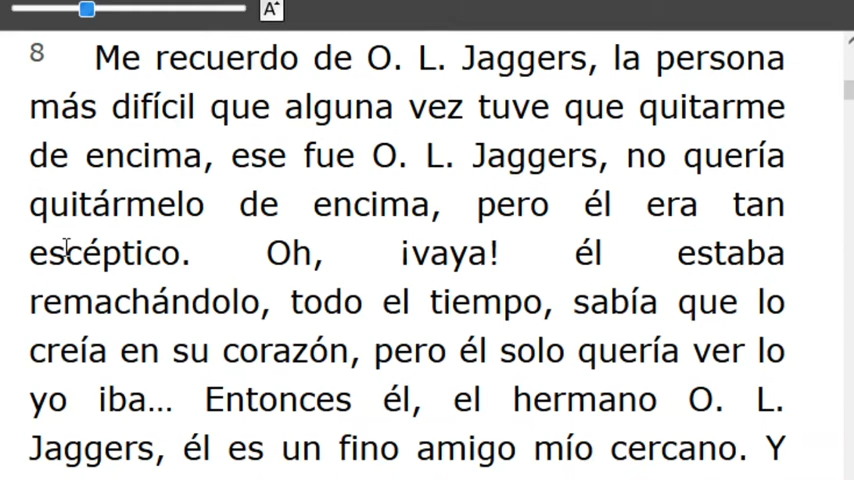 A
8 Me recuerdo de O. L. Jaggers, la persona
más difícil que alguna vez tuve que quitarme
de encima, ese fue O. L. Jaggers, no quería
quitármelo de encima, pero él era tan
escéptico. Oh, ¡vaya! él estaba
remachándolo, todo el tiempo, sabía que lo
creía en su corazón, pero él solo quería ver lo
yo iba... Entonces él, el hermano O. L.
Jaggers, él es un fino amigo mío cercano. Y